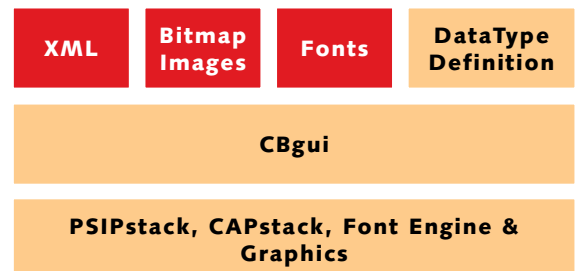 XML
Bitmap
Images
Fonts
DataType
Definition
CBgui
PSIPstack, CAPstack, Font Engine &
Graphics